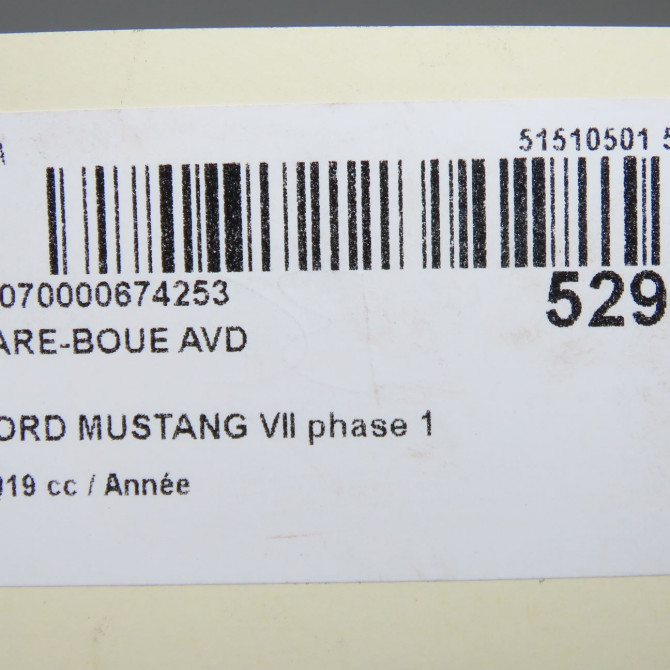 51510501 5
070000674253
529
ARE-BOUE AVD
ORD MUSTANG VII phase 1
919 cc / Année